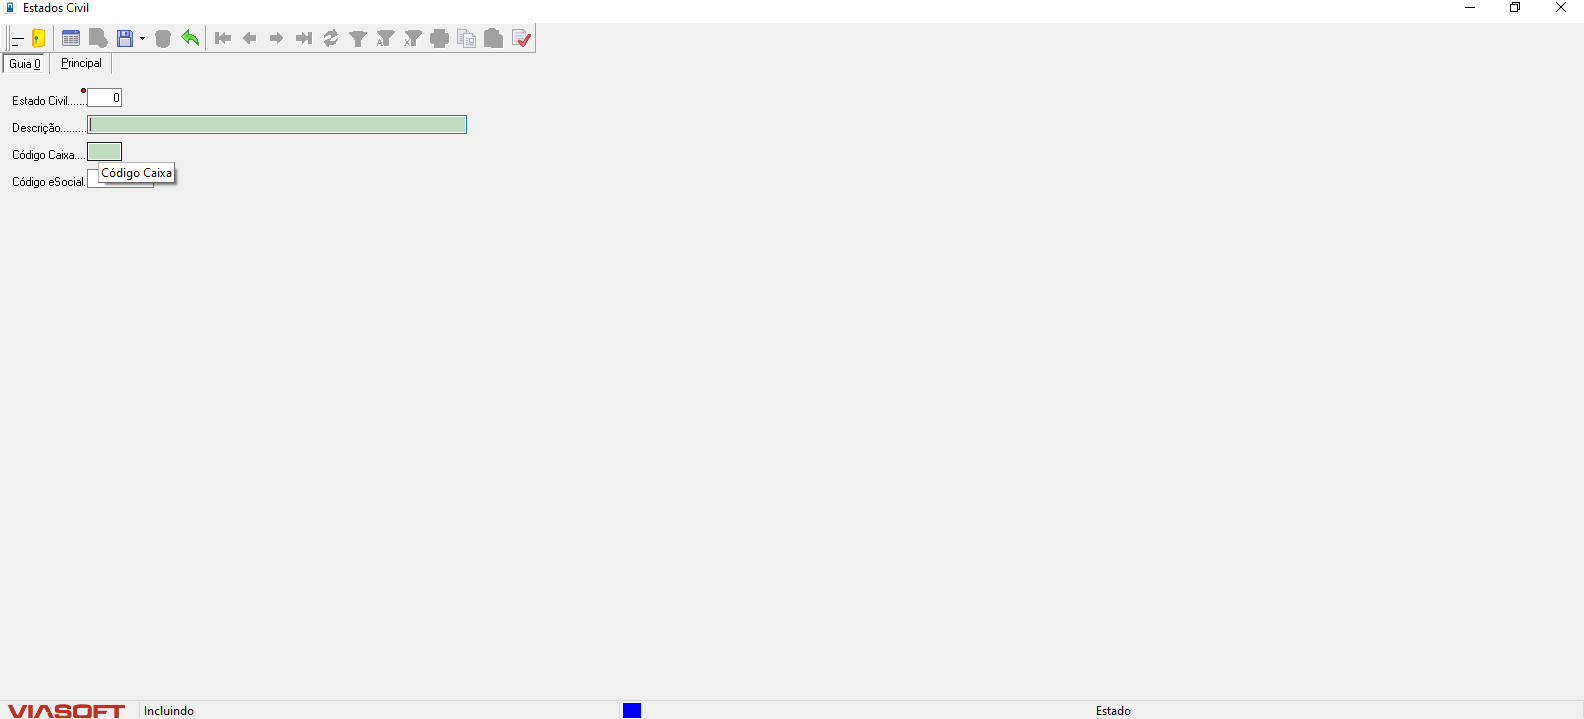 Estados Civil
Guia 0 Principal
Estado Civil...... 0
Descrição.........
Código Caixa....
Código Caixa
Código eSocial.
VIASOFT Incluindo Estado